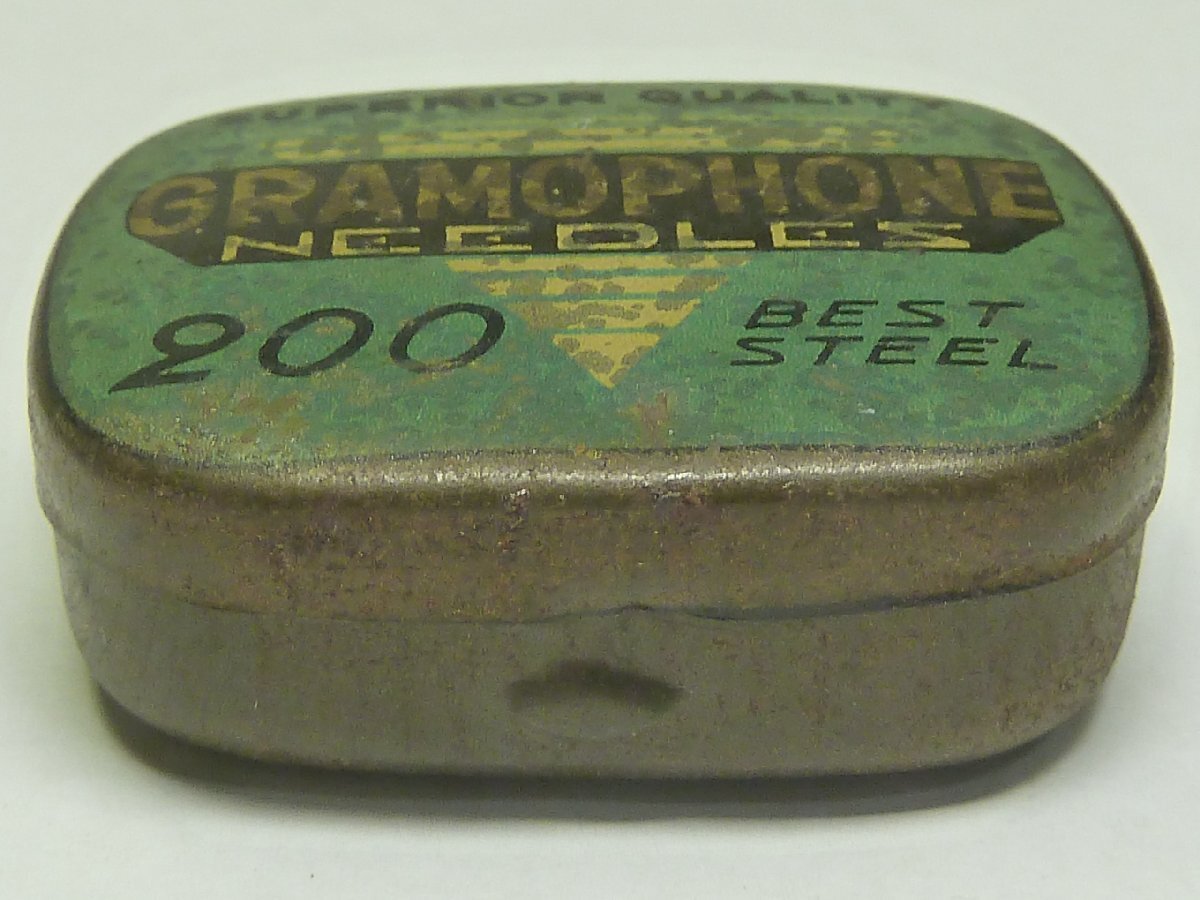 SUPERIOR QUALITY
GRAMOPHONE
NEEDLES
200
BEST
STEEL